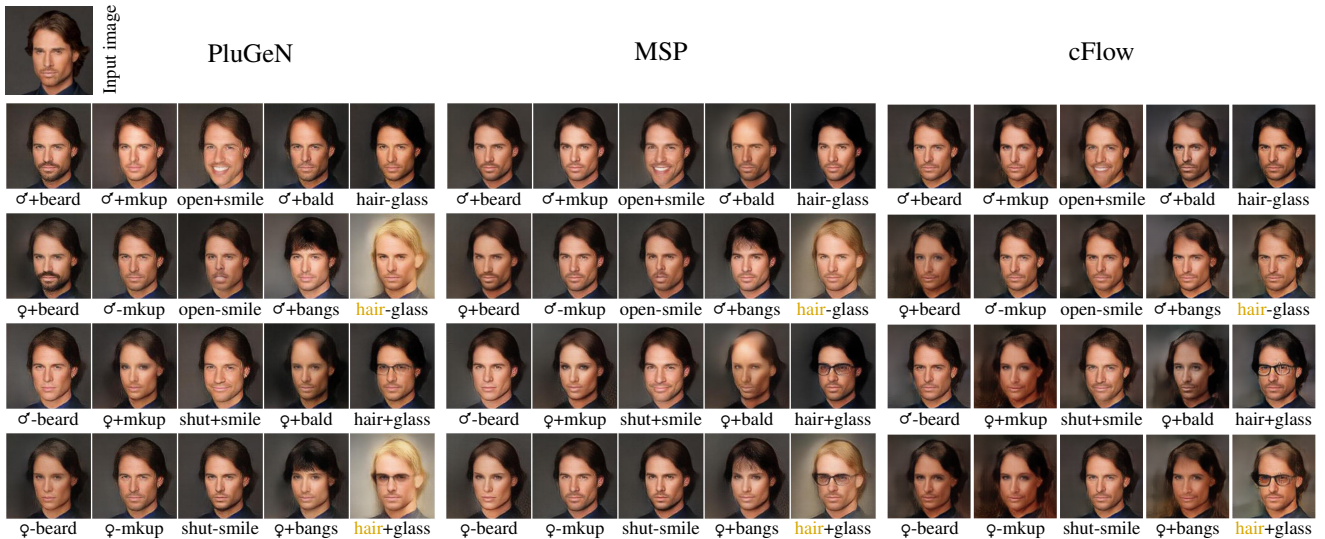 Input image
PluGeN MSP cFlow
♂+beard ♂+mkup open+smile ♂+bald hair-glass ♂+beard ♂+mkup open+smile ♂+bald hair-glass ♂+beard ♂+mkup open+smile ♂+bald hair-glass
♀+beard ♂-mkup open-smile ♂+bangs hair-glass ♀+beard ♂-mkup open-smile ♂+bangs hair-glass ♀+beard ♂-mkup open-smile ♂+bangs hair-glass
♂-beard ♀+mkup shut+smile ♀+bald hair+glass ♂-beard ♀+mkup shut+smile ♀+bald hair+glass ♂-beard ♀+mkup shut+smile ♀+bald hair+glass
♀-beard ♀-mkup shut-smile ♀+bangs hair+glass ♀-beard ♀-mkup shut-smile ♀+bangs hair+glass ♀-beard ♀-mkup shut-smile ♀+bangs hair+glass